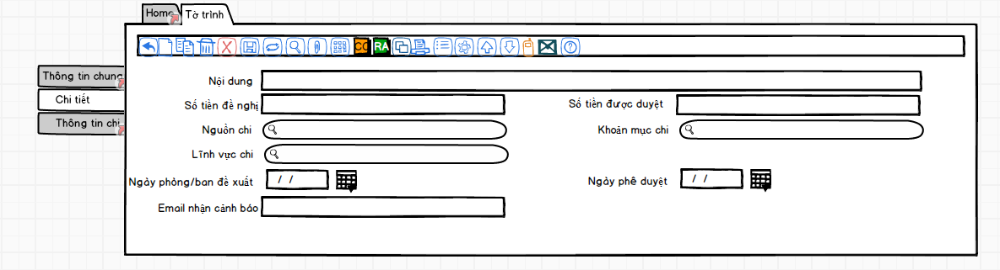 Home
Tờ trình
CC
RA
Thông tin chung
Chi tiết
Thông tin chi
Nội dung
Số tiền đề nghị
Số tiền được duyệt
Nguồn chi
Khoản mục chi
Lĩnh vực chi
Ngày phòng/ban đề xuất
/ /
Ngày phê duyệt
/ /
Email nhận cảnh báo